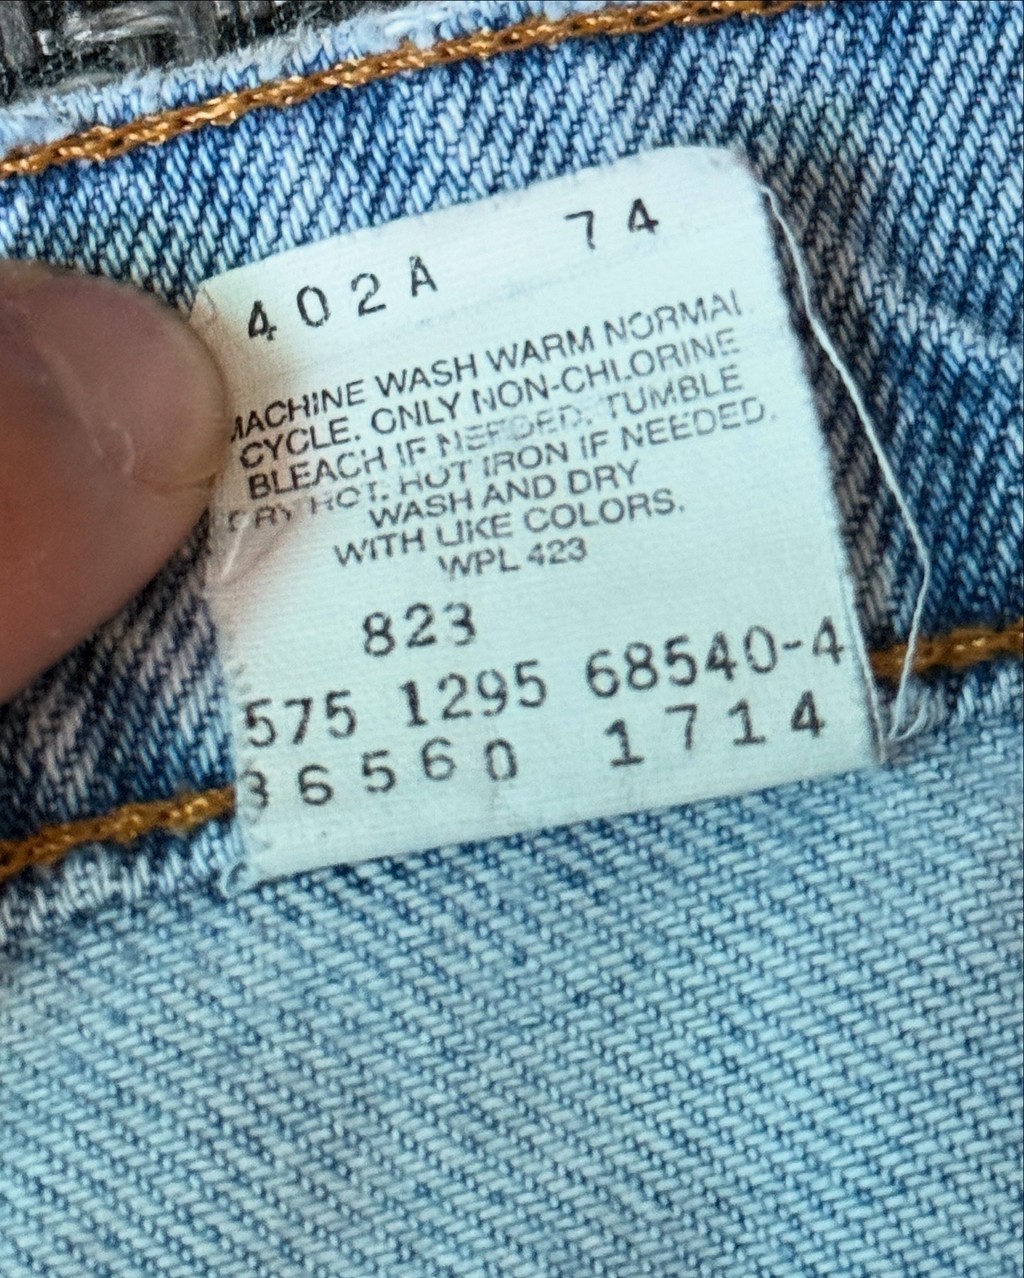 402A 74
MACHINE WASH WARM NORMAL
CYCLE. ONLY NON-CHLORINE
BLEACH IF NEEDED. TUMBLE
DRY HOT. HOT IRON IF NEEDED.
WASH AND DRY
WITH LIKE COLORS.
WPL 423
823
575 1295 68540-4
36560 1714